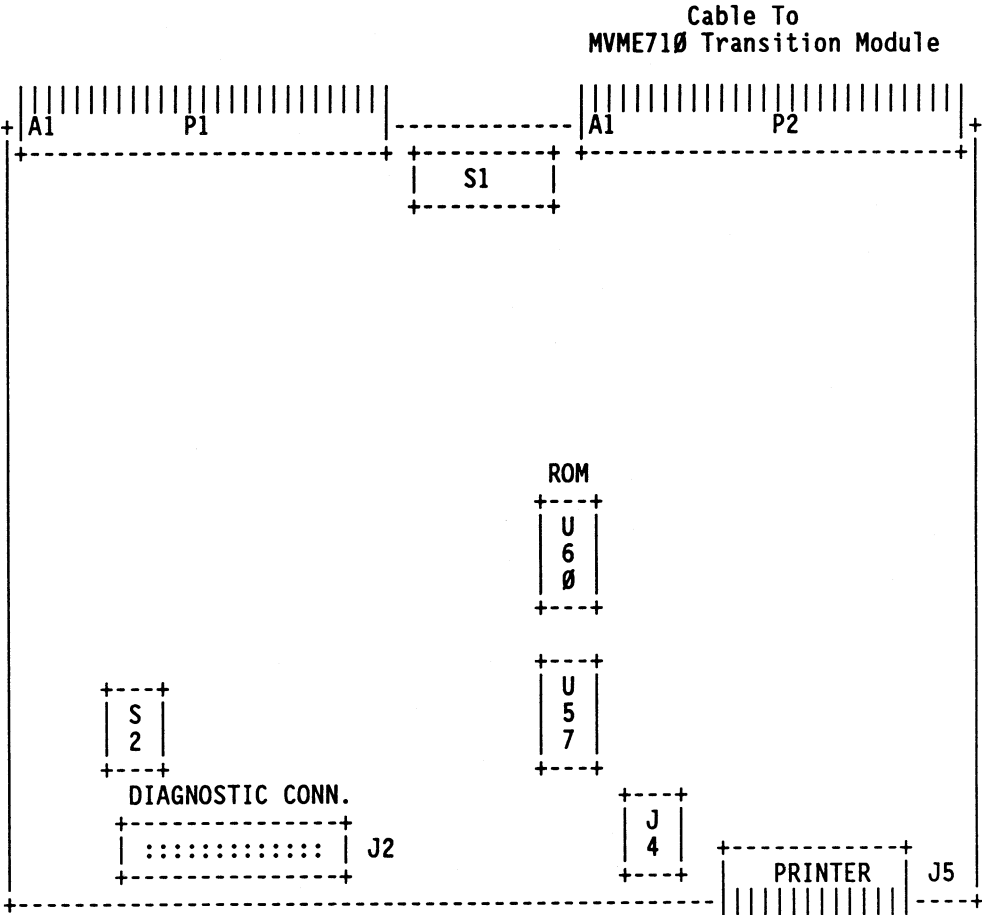 Cable To
MVME71Ø Transition Module
A1 P1 A1 P2
S1
ROM
U
6
Ø
U
5
7
S
2
DIAGNOSTIC CONN.
J2
J
4
PRINTER J5